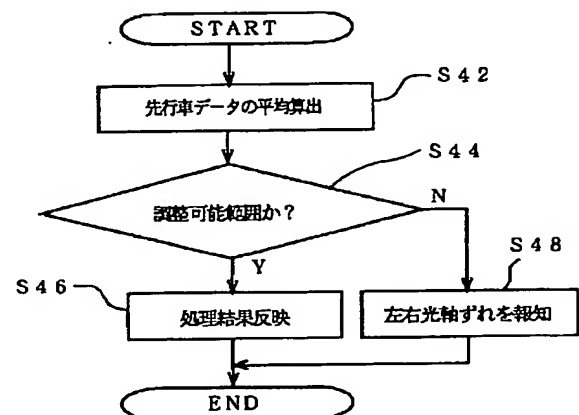 START
S42
先行車データの平均算出
S44
調整可能範囲か?
N
Y
S46
S48
処理結果反映
左右光軸ずれを報知
END